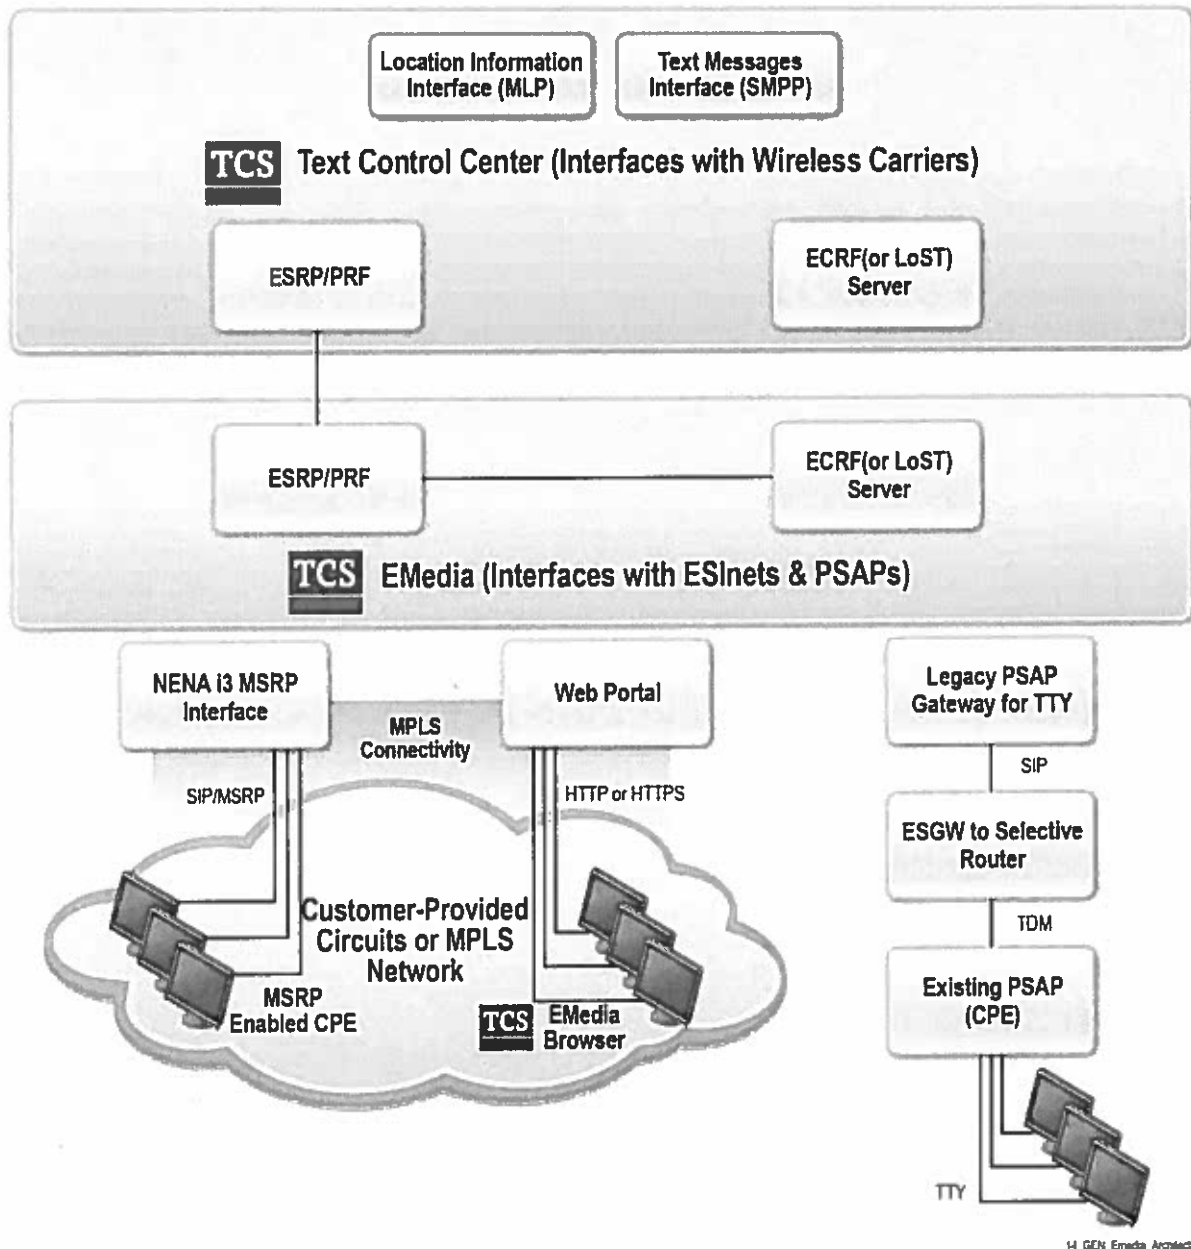 Location Information
Interface (MLP)
Text Messages
Interface (SMPP)
TCS
Text Control Center (Interfaces with Wireless Carriers)
ESRP/PRF
ECRF(or LoST)
Server
ESRP/PRF
ECRF(or LoST)
Server
TCS
EMedia (Interfaces with ESInets & PSAPs)
NENA i3 MSRP
Interface
MPLS
Connectivity
Web Portal
Legacy PSAP
Gateway for TTY
SIP/MSRP
HTTP or HTTPS
SIP
ESGW to Selective
Router
TDM
Customer-Provided
Circuits or MPLS
Network
MSRP
Enabled CPE
TCS
EMedia
Browser
Existing PSAP
(CPE)
TTY
GEN Emedia Architect